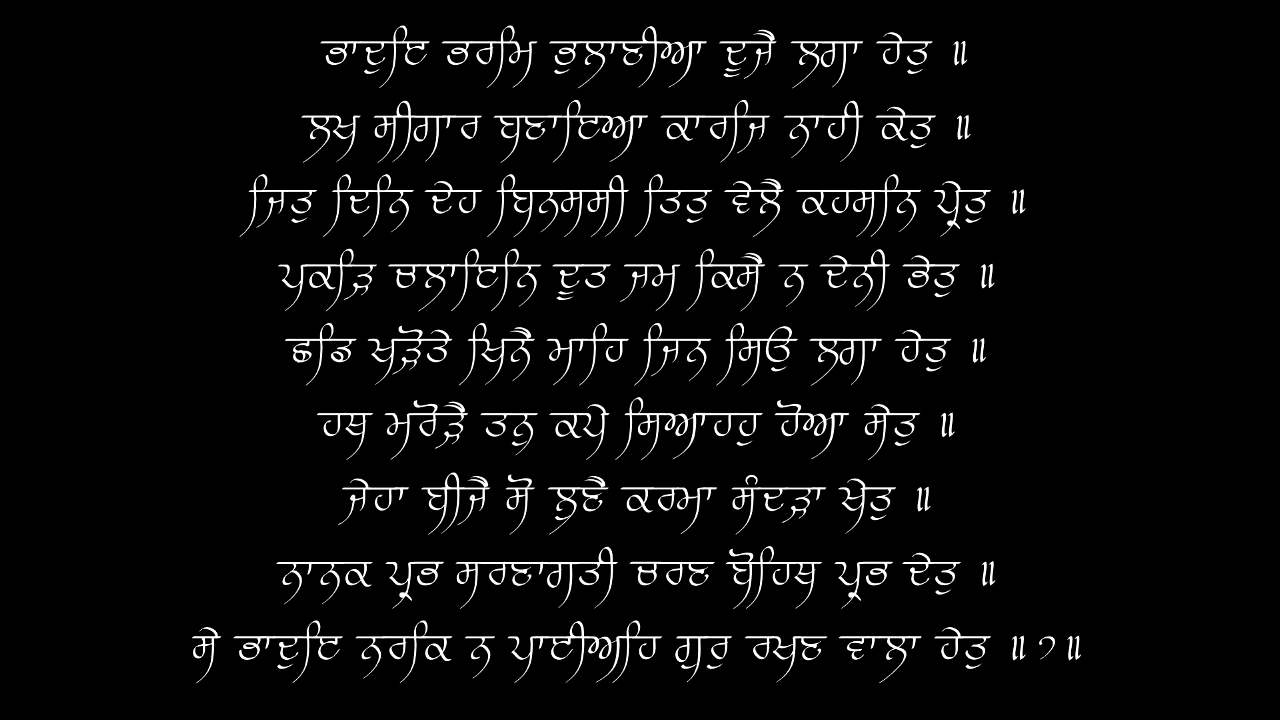 ਭਾਦੁਇ ਭਰਮਿ ਭੁਲਾਣੀਆ ਦੂਜੈ ਲਗਾ ਹੇਤੁ ॥
ਲਖ ਸੀਗਾਰ ਬਣਾਇਆ ਕਾਰਜਿ ਨਾਹੀ ਕੇਤੁ ॥
ਜਿਤੁ ਦਿਨਿ ਦੇਹ ਬਿਨਸਸੀ ਤਿਤੁ ਵੇਲੈ ਕਹਸਨਿ ਪ੍ਰੇਤੁ ॥
ਪਕੜਿ ਚਲਾਇਨਿ ਦੂਤ ਜਮ ਕਿਸੈ ਨ ਦੇਨੀ ਭੇਤੁ ॥
ਛਡਿ ਖੜੋਤੇ ਖਿਨੈ ਮਾਹਿ ਜਿਨ ਸਿਉ ਲਗਾ ਹੇਤੁ ॥
ਹਥ ਮਰੋੜੈ ਤਨੁ ਕਪੇ ਸਿਆਹਹੁ ਹੋਆ ਸੇਤੁ ॥
ਜੇਹਾ ਬੀਜੈ ਸੋ ਲੁਣੈ ਕਰਮਾ ਸੰਦੜਾ ਖੇਤੁ ॥
ਨਾਨਕ ਪ੍ਰਭ ਸਰਣਾਗਤੀ ਚਰਣ ਬੋਹਿਥ ਪ੍ਰਭ ਦੇਤੁ ॥
ਸੇ ਭਾਦੁਇ ਨਰਕਿ ਨ ਪਾਈਅਹਿ ਗੁਰੁ ਰਖਣ ਵਾਲਾ ਹੇਤੁ ॥੭॥